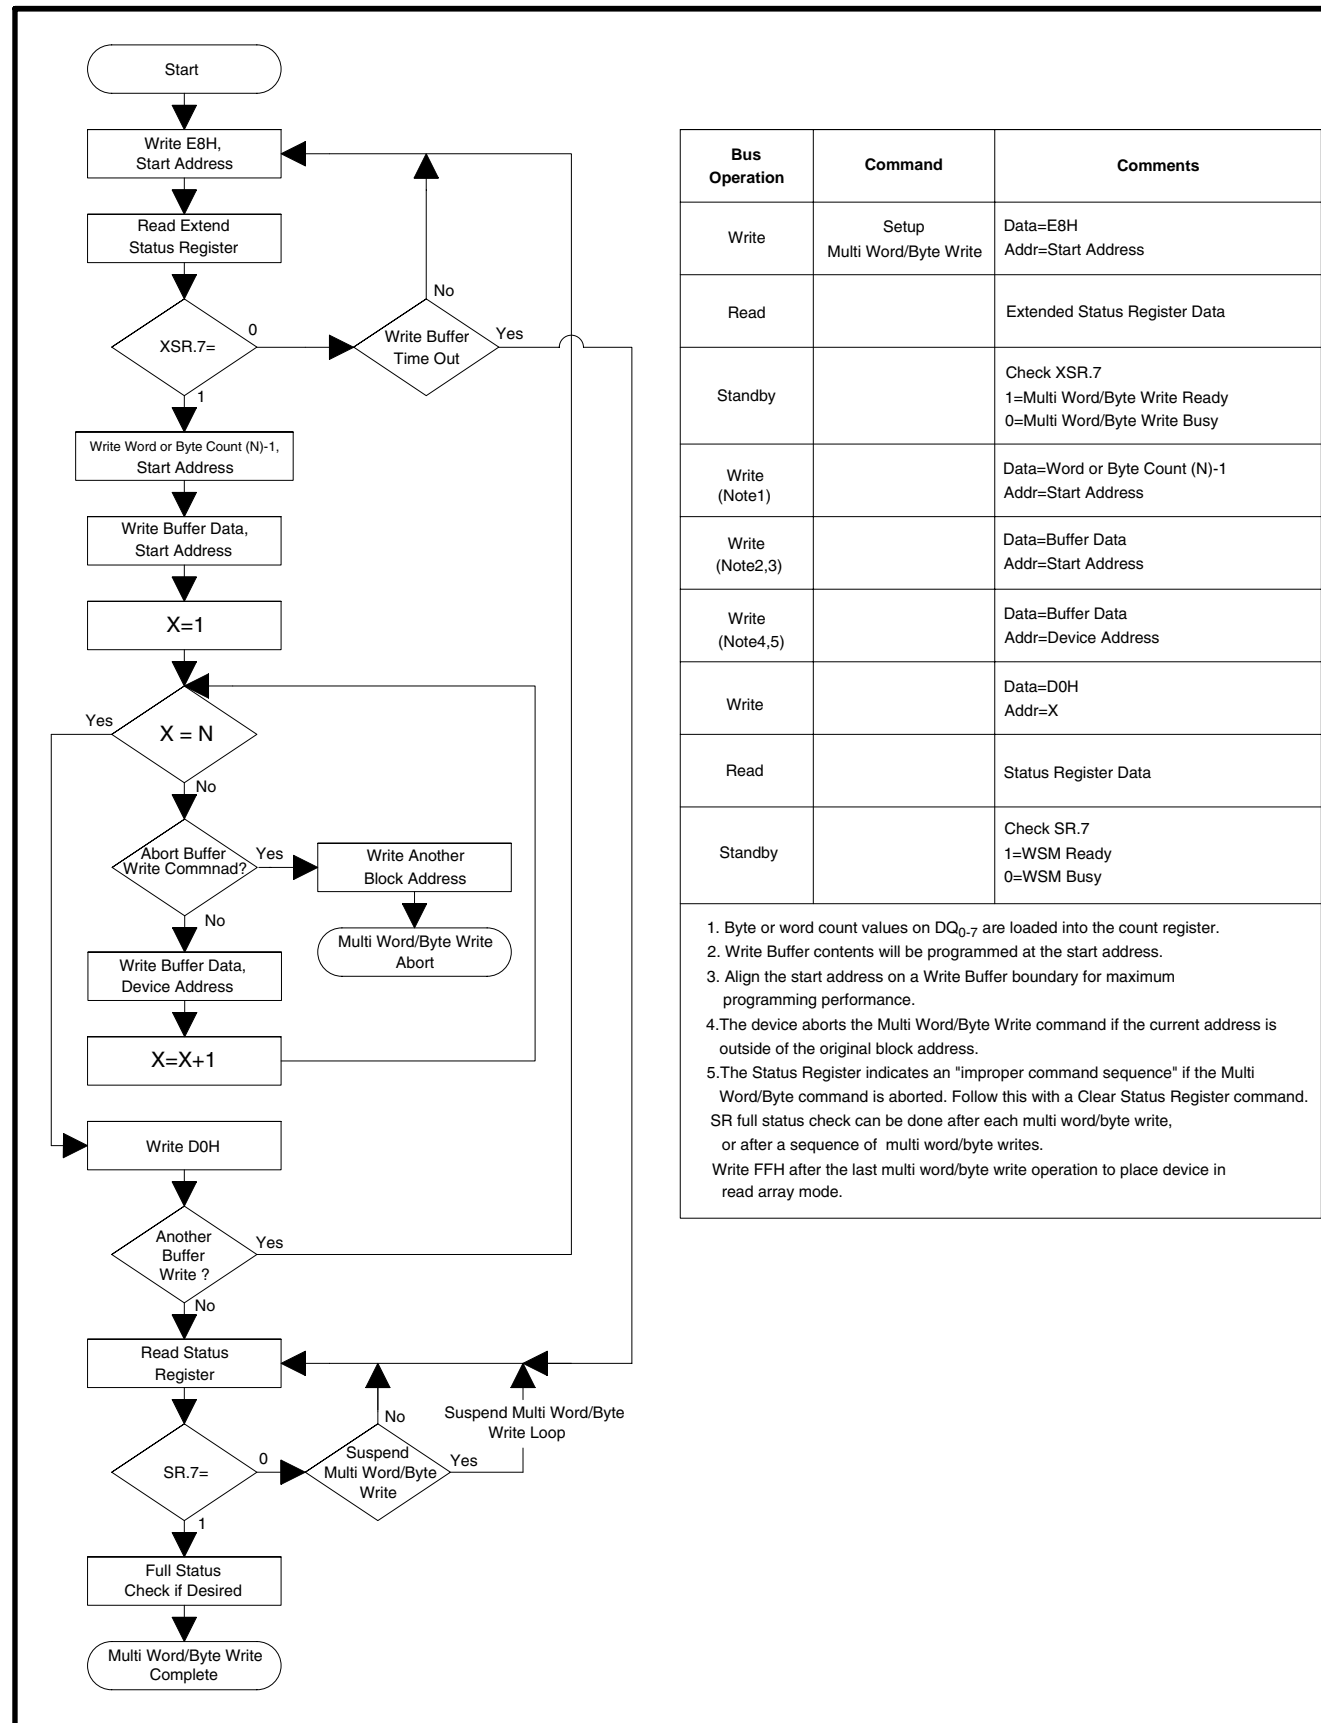 Start
Write E8H,
Start Address
Read Extend
Status Register
XSR.7=
0
1
Write Buffer
Time Out
No
Yes
Write Word or Byte Count (N)-1,
Start Address
Write Buffer Data,
Start Address
X=1
X = N
Yes
No
Abort Buffer
Write Commnad?
Yes
No
Write Another
Block Address
Multi Word/Byte Write
Abort
Write Buffer Data,
Device Address
X=X+1
Write D0H
Another
Buffer
Write ?
Yes
No
Read Status
Register
SR.7=
0
1
Suspend
Multi Word/Byte
Write
No
Yes
Suspend Multi Word/Byte
Write Loop
Full Status
Check if Desired
Multi Word/Byte Write
Complete
Bus
Operation
Command
Comments
Write
Setup
Multi Word/Byte Write
Data=E8H
Addr=Start Address
Read
Extended Status Register Data
Standby
Check XSR.7
1=Multi Word/Byte Write Ready
0=Multi Word/Byte Write Busy
Write
(Note1)
Data=Word or Byte Count (N)-1
Addr=Start Address
Write
(Note2,3)
Data=Buffer Data
Addr=Start Address
Write
(Note4,5)
Data=Buffer Data
Addr=Device Address
Write
Data=D0H
Addr=X
Read
Status Register Data
Standby
Check SR.7
1=WSM Ready
0=WSM Busy
1. Byte or word count values on DQ0-7 are loaded into the count register.
2. Write Buffer contents will be programmed at the start address.
3. Align the start address on a Write Buffer boundary for maximum
programming performance.
4.The device aborts the Multi Word/Byte Write command if the current address is
outside of the original block address.
5.The Status Register indicates an "improper command sequence" if the Multi
Word/Byte command is aborted. Follow this with a Clear Status Register command.
SR full status check can be done after each multi word/byte write,
or after a sequence of multi word/byte writes.
Write FFH after the last multi word/byte write operation to place device in
read array mode.